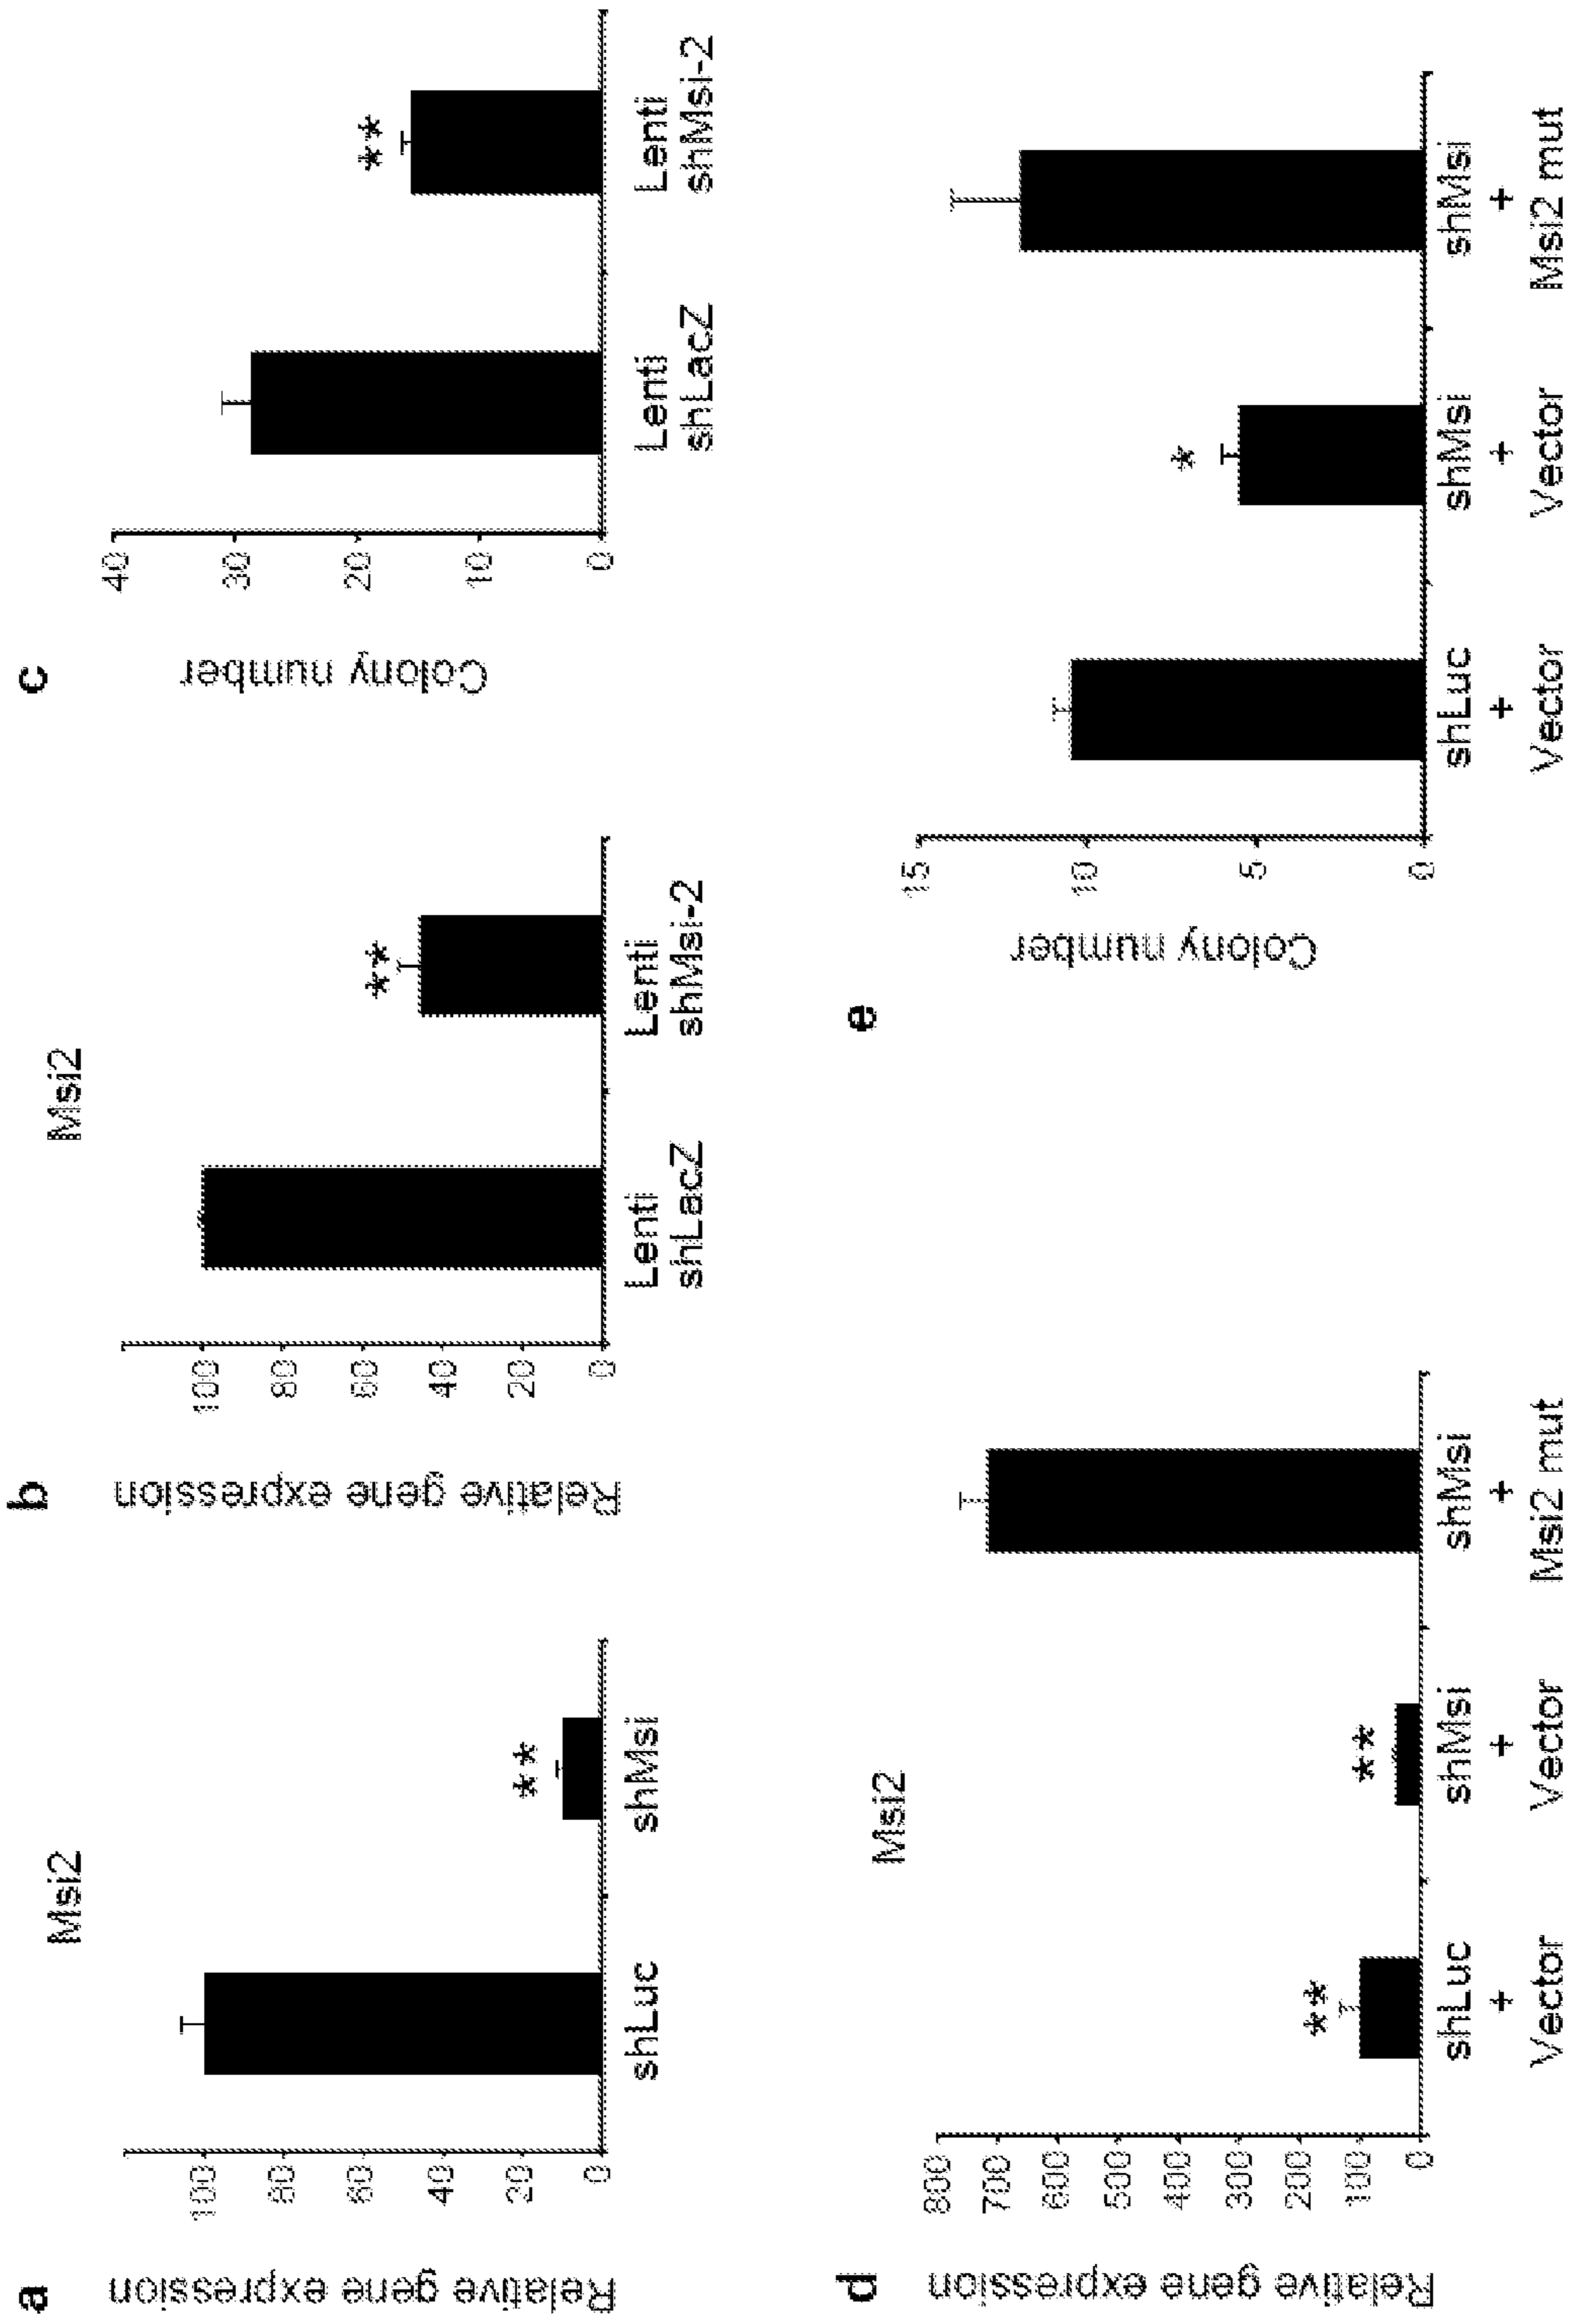 a
Msi2
Relative gene expression
100
80
60
40
20
0
**
shLuc
shMsi
b
Msi2
Relative gene expression
100
80
60
40
20
0
**
Lenti
shLacZ
Lenti
shMsi-2
c
Colony number
40
30
20
10
0
**
Lenti
shLacZ
Lenti
shMsi-2
d
Msi2
Relative gene expression
800
700
600
500
400
300
200
100
0
**
**
shLuc
+
Vector
shMsi
+
Vector
shMsi
+
Msi2 mut
e
Colony number
15
10
5
0
*
shLuc
+
Vector
shMsi
+
Vector
shMsi
+
Msi2 mut